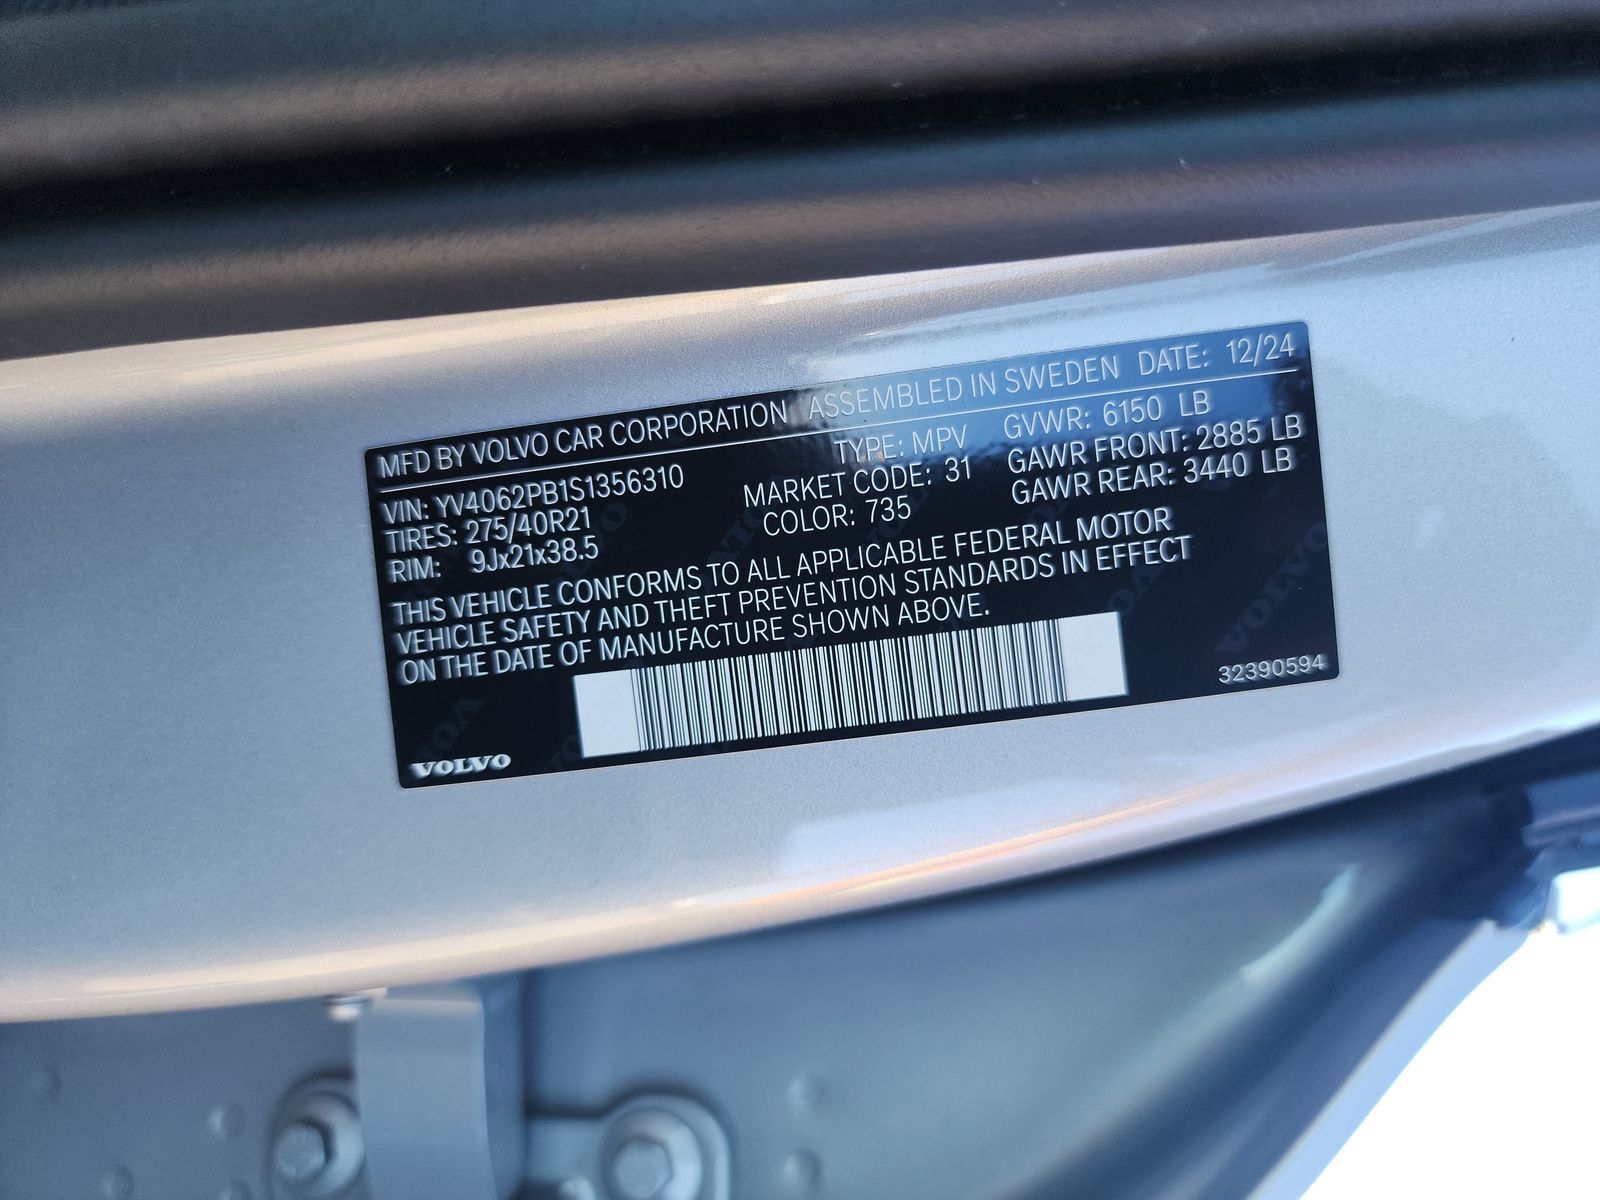 MFD BY VOLVO CAR CORPORATION ASSEMBLED IN SWEDEN DATE: 12/24
VIN: YV4062PB1S1356310 TYPE: MPV GVWR: 6150 LB
TIRES: 275/40R21 MARKET CODE: 31 GAWR FRONT: 2885 LB
RIM: 9Jx21x38.5 COLOR: 735 GAWR REAR: 3440 LB
THIS VEHICLE CONFORMS TO ALL APPLICABLE FEDERAL MOTOR
VEHICLE SAFETY AND THEFT PREVENTION STANDARDS IN EFFECT
ON THE DATE OF MANUFACTURE SHOWN ABOVE.
VOLVO 32390594